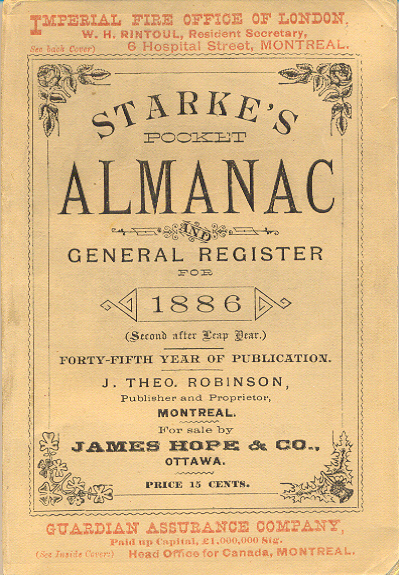 IMPERIAL FIRE OFFICE OF LONDON,
W. H. RINTOUL, Resident Secretary,
(See back Cover) 6 Hospital Street, MONTREAL.
STARKE'S
POCKET
ALMANAC
AND
GENERAL REGISTER
FOR
1886
(Second after Leap Year.)
FORTY-FIFTH YEAR OF PUBLICATION.
J. THEO. ROBINSON,
Publisher and Proprietor,
MONTREAL.
For sale by
JAMES HOPE & CO.,
OTTAWA.
PRICE 15 CENTS.
GUARDIAN ASSURANCE COMPANY,
Paid up Capital, £1,000,000 Stg.
(See Inside Cover) Head Office for Canada, MONTREAL.